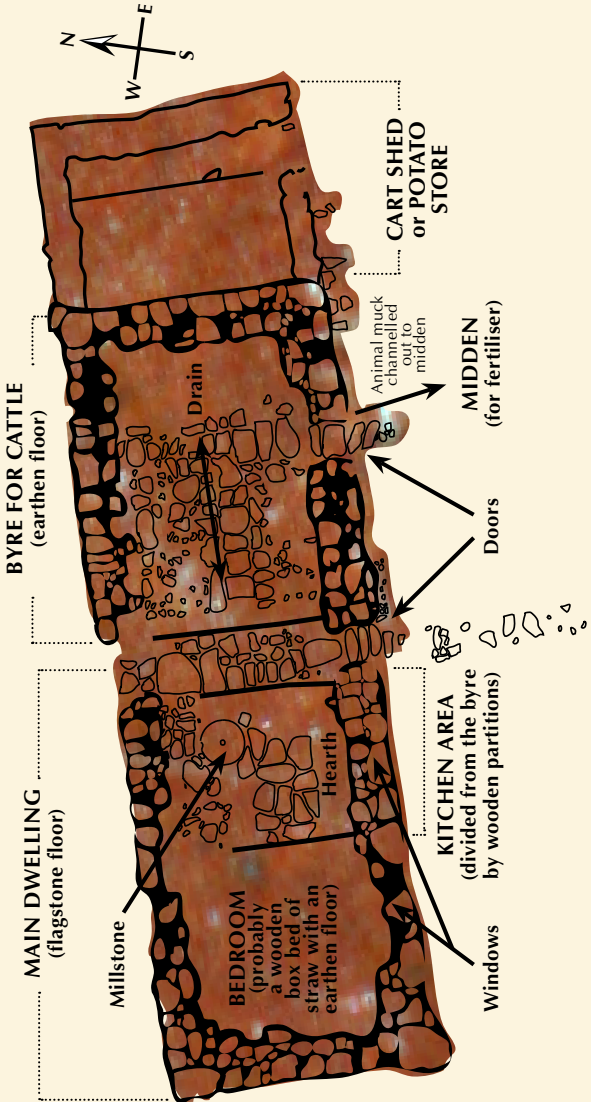 N
E
S
W
MAIN DWELLING
(flagstone floor)
BYRE FOR CATTLE
(earthen floor)
Millstone
BEDROOM
(probably
a wooden
box bed of
straw with an
earthen floor)
Hearth
Drain
Windows
KITCHEN AREA
(divided from the byre
by wooden partitions)
Doors
Animal muck
channelled
out to
midden
MIDDEN
(for fertiliser)
CART SHED
or POTATO
STORE